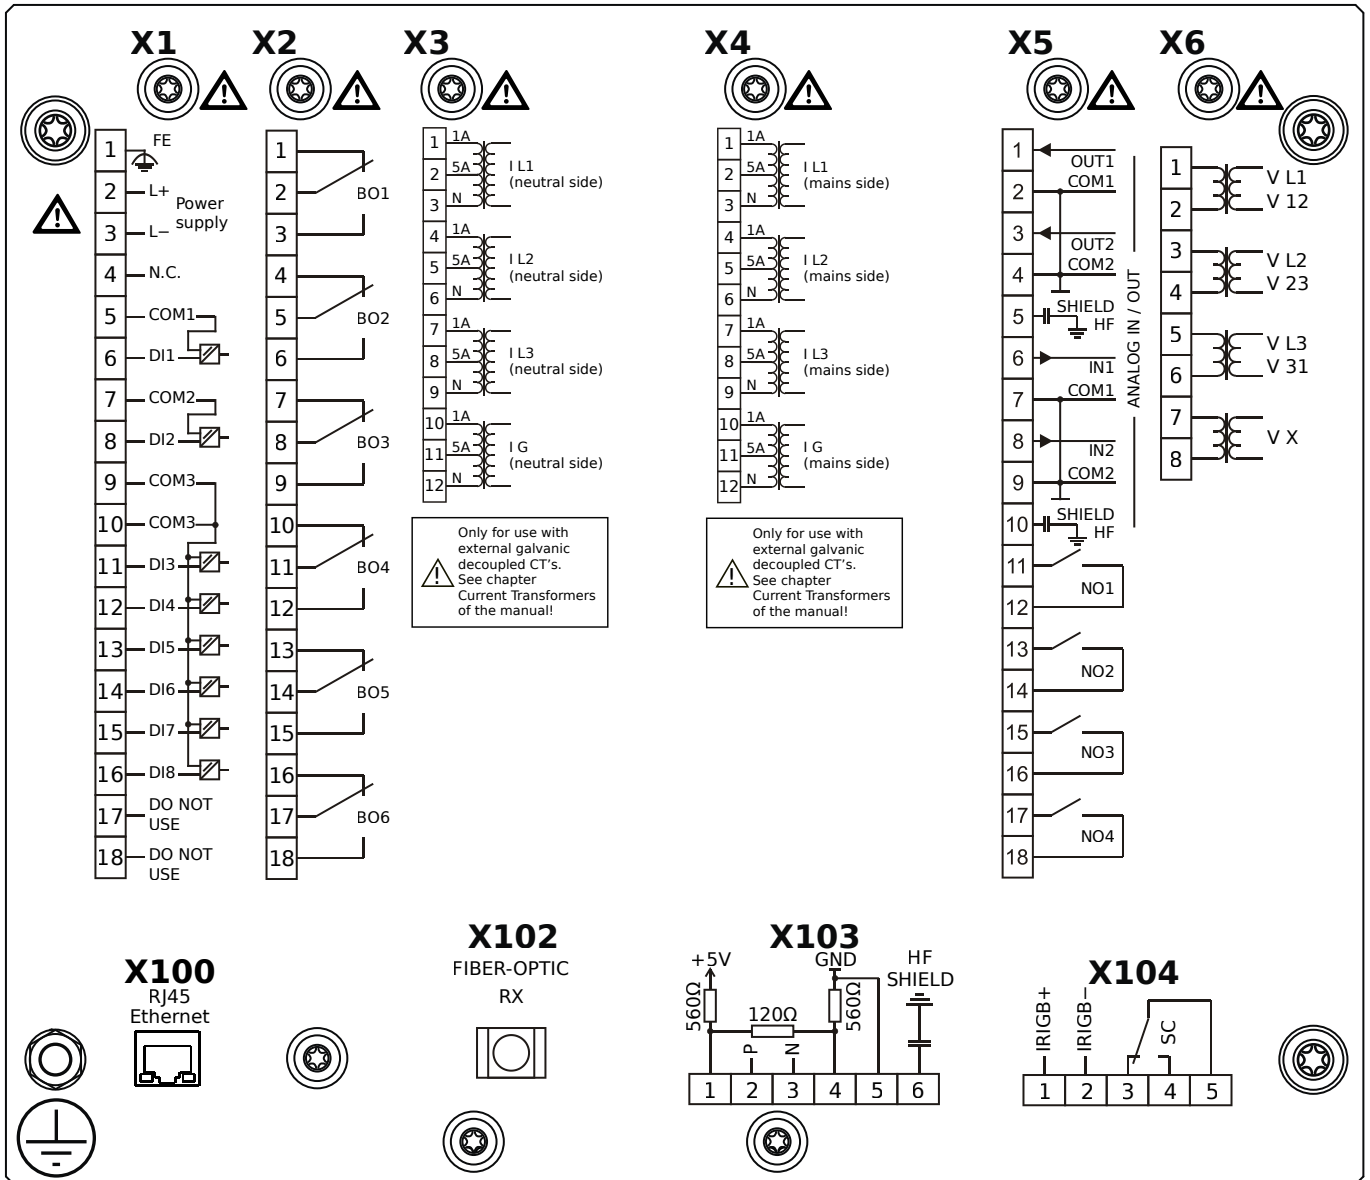 X1
1
FE
2
L+
Power
supply
3
L−
4
N.C.
5
COM1
6
DI1
7
COM2
8
DI2
9
COM3
10
COM3
11
DI3
12
DI4
13
DI5
14
DI6
15
DI7
16
DI8
17
DO NOT
USE
18
DO NOT
USE
X2
1
2
BO1
3
4
5
BO2
6
7
8
BO3
9
10
11
BO4
12
13
14
BO5
15
16
17
BO6
18
X3
1
1A
2
5A
I L1
(neutral side)
3
N
4
1A
5
5A
I L2
(neutral side)
6
N
7
1A
8
5A
I L3
(neutral side)
9
N
10
1A
11
5A
I G
(neutral side)
12
N
Only for use with
external galvanic
decoupled CT's.
See chapter
Current Transformers
of the manual!
X4
1
1A
2
5A
I L1
(mains side)
3
N
4
1A
5
5A
I L2
(mains side)
6
N
7
1A
8
5A
I L3
(mains side)
9
N
10
1A
11
5A
I G
(mains side)
12
N
Only for use with
external galvanic
decoupled CT's.
See chapter
Current Transformers
of the manual!
X5
1
OUT1
2
COM1
3
OUT2
4
COM2
5
SHIELD
HF
6
IN1
7
COM1
8
IN2
9
COM2
10
SHIELD
HF
ANALOG IN / OUT
11
NO1
12
13
NO2
14
15
NO3
16
17
NO4
18
X6
1
V L1
2
V 12
3
V L2
4
V 23
5
V L3
6
V 31
7
V X
8
X100
RJ45
Ethernet
X102
FIBER-OPTIC
RX
X103
+5V
GND
HF
SHIELD
560Ω
120Ω
560Ω
P
N
1 2 3 4 5 6
X104
IRIGB+
IRIGB−
SC
1 2 3 4 5